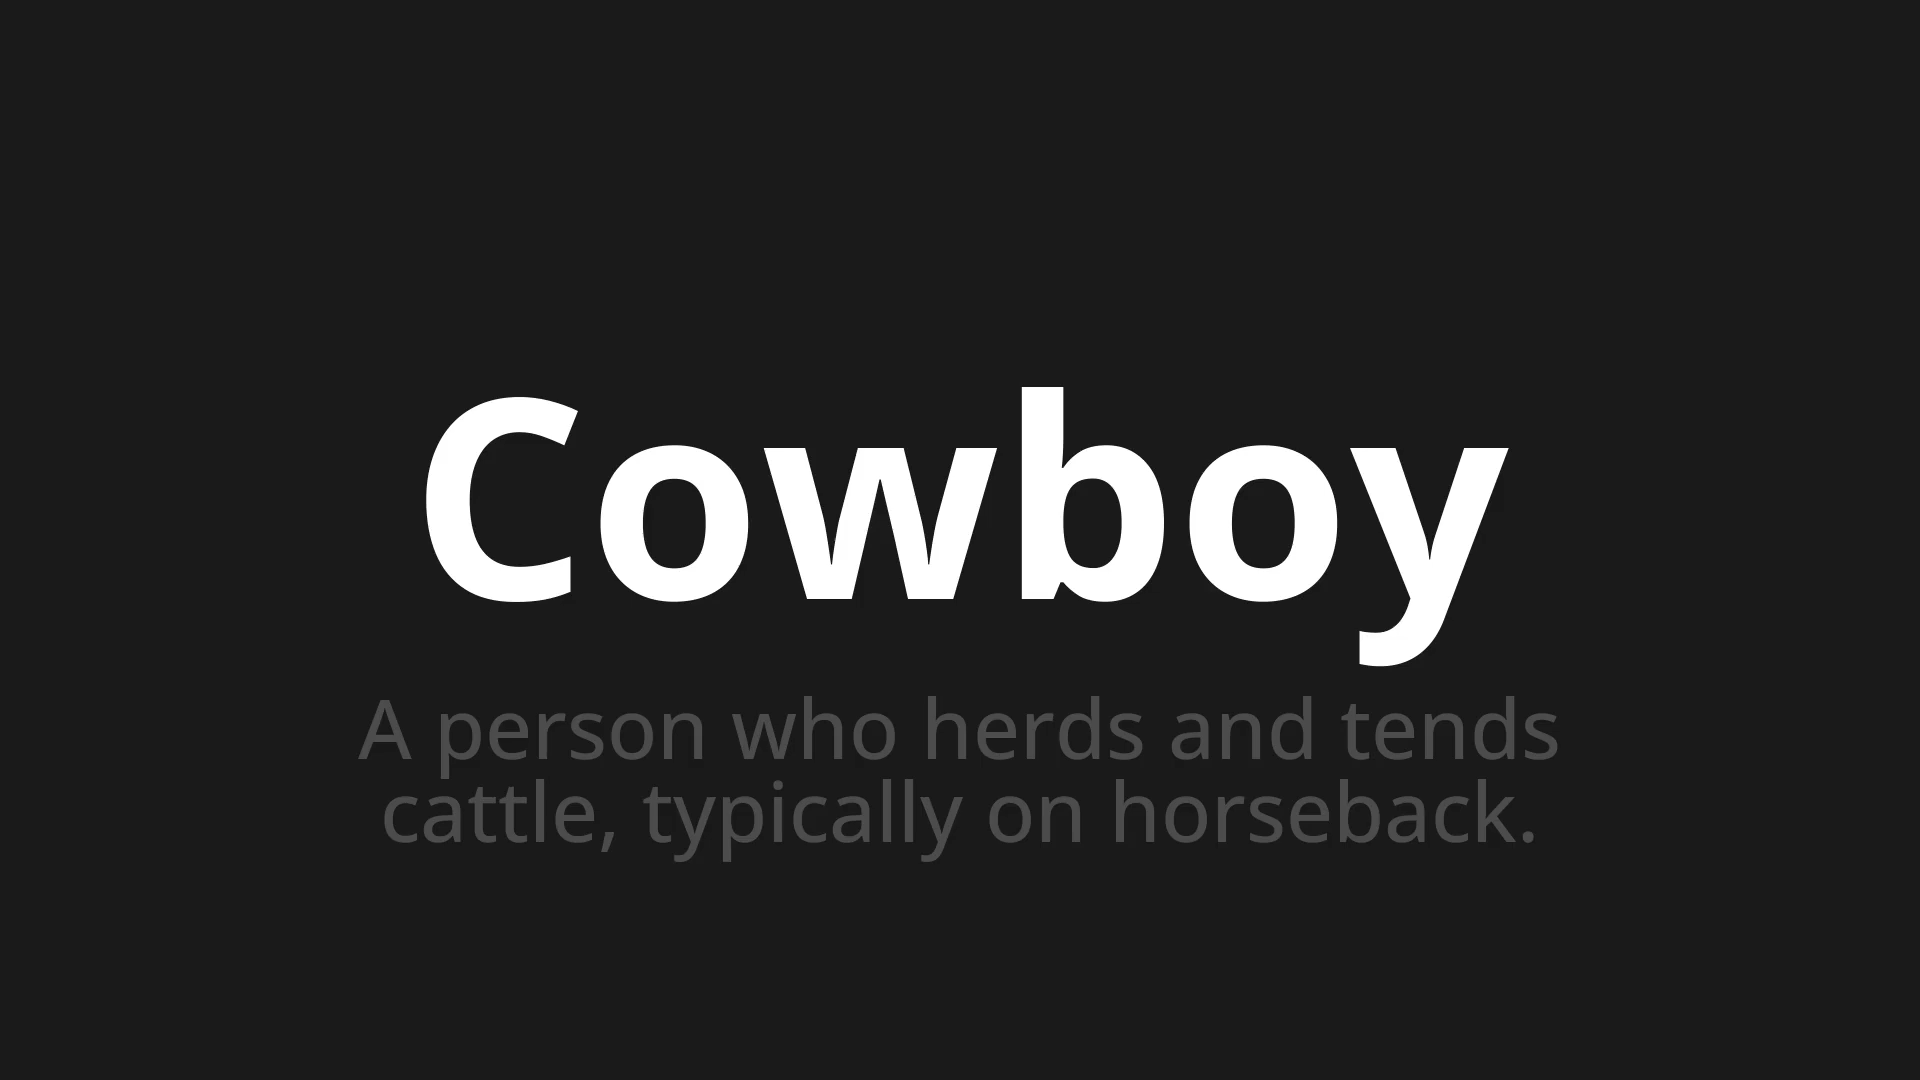 Cowboy
A person who herds and tends
cattle, typically on horseback.